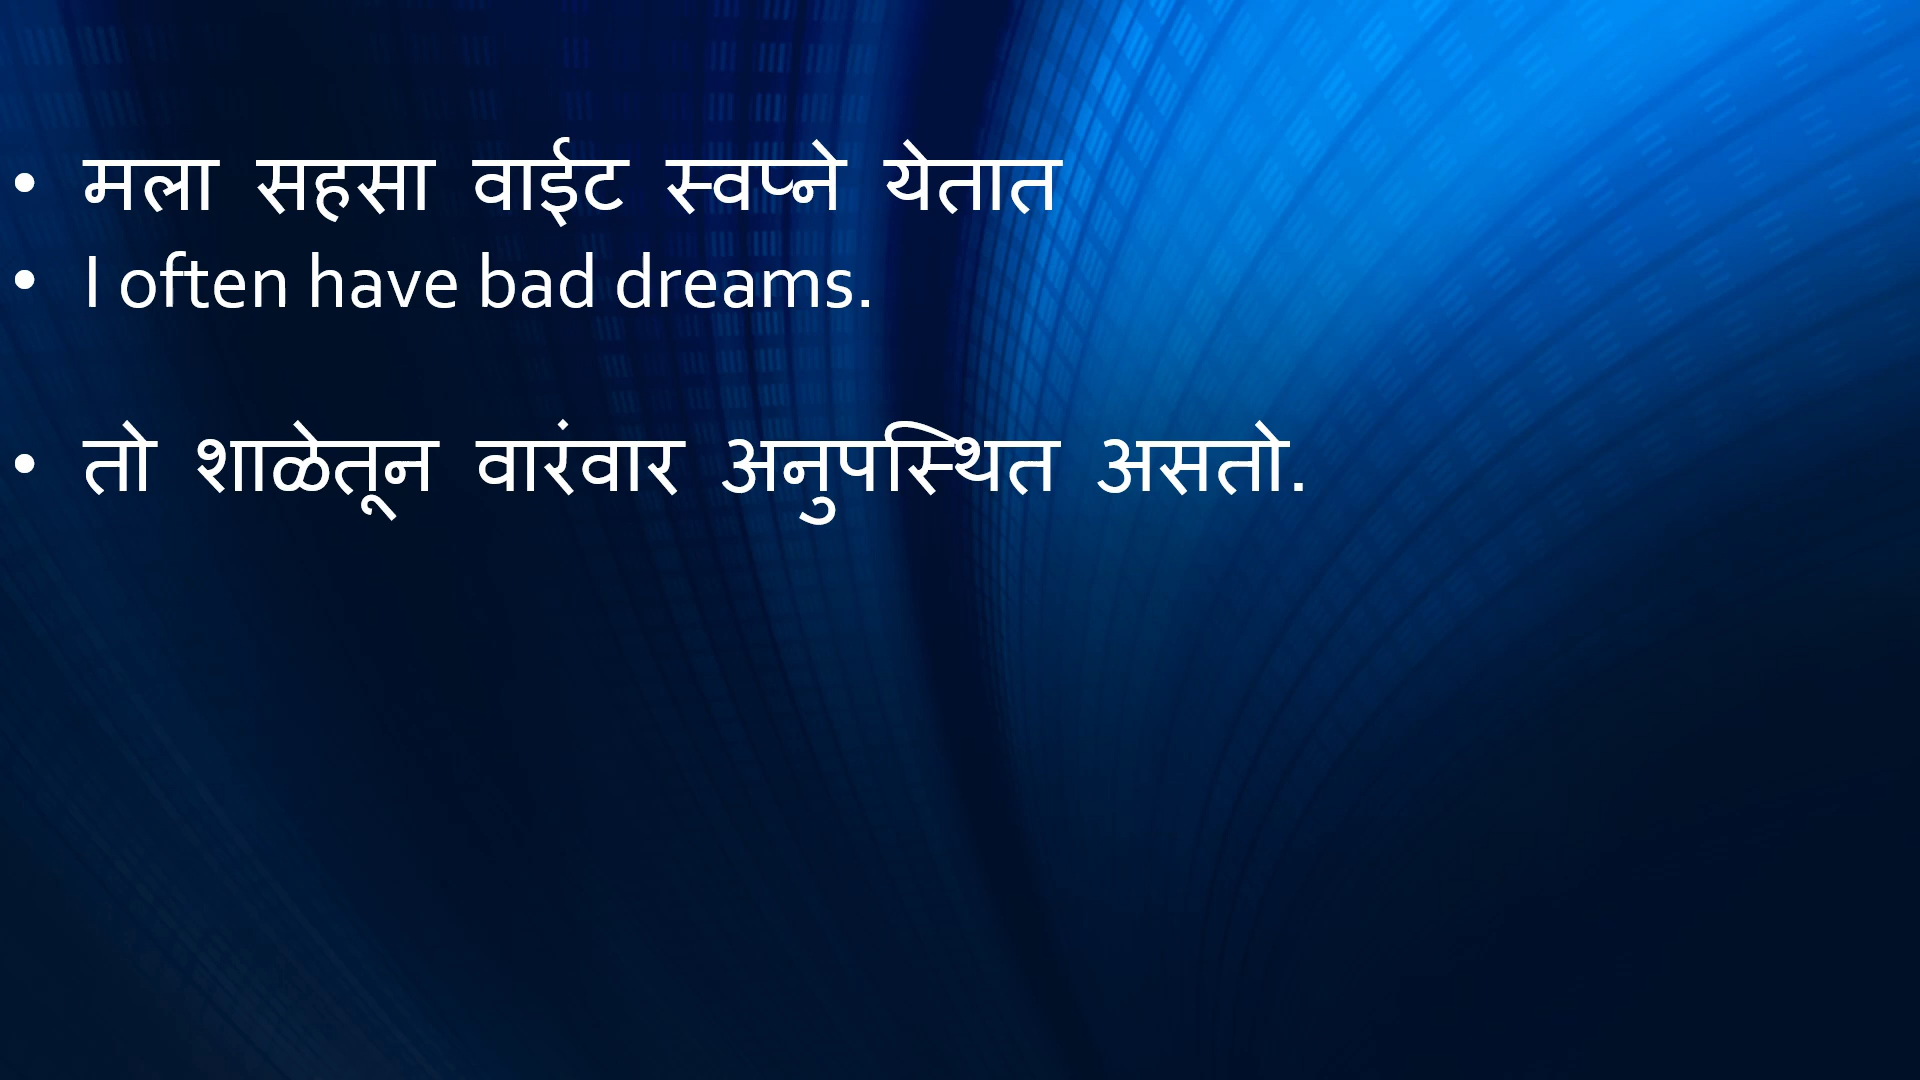 • मला सहसा वाईट स्वप्ने येतात
• I often have bad dreams.
• तो शाळेतून वारंवार अनुपस्थित असतो.